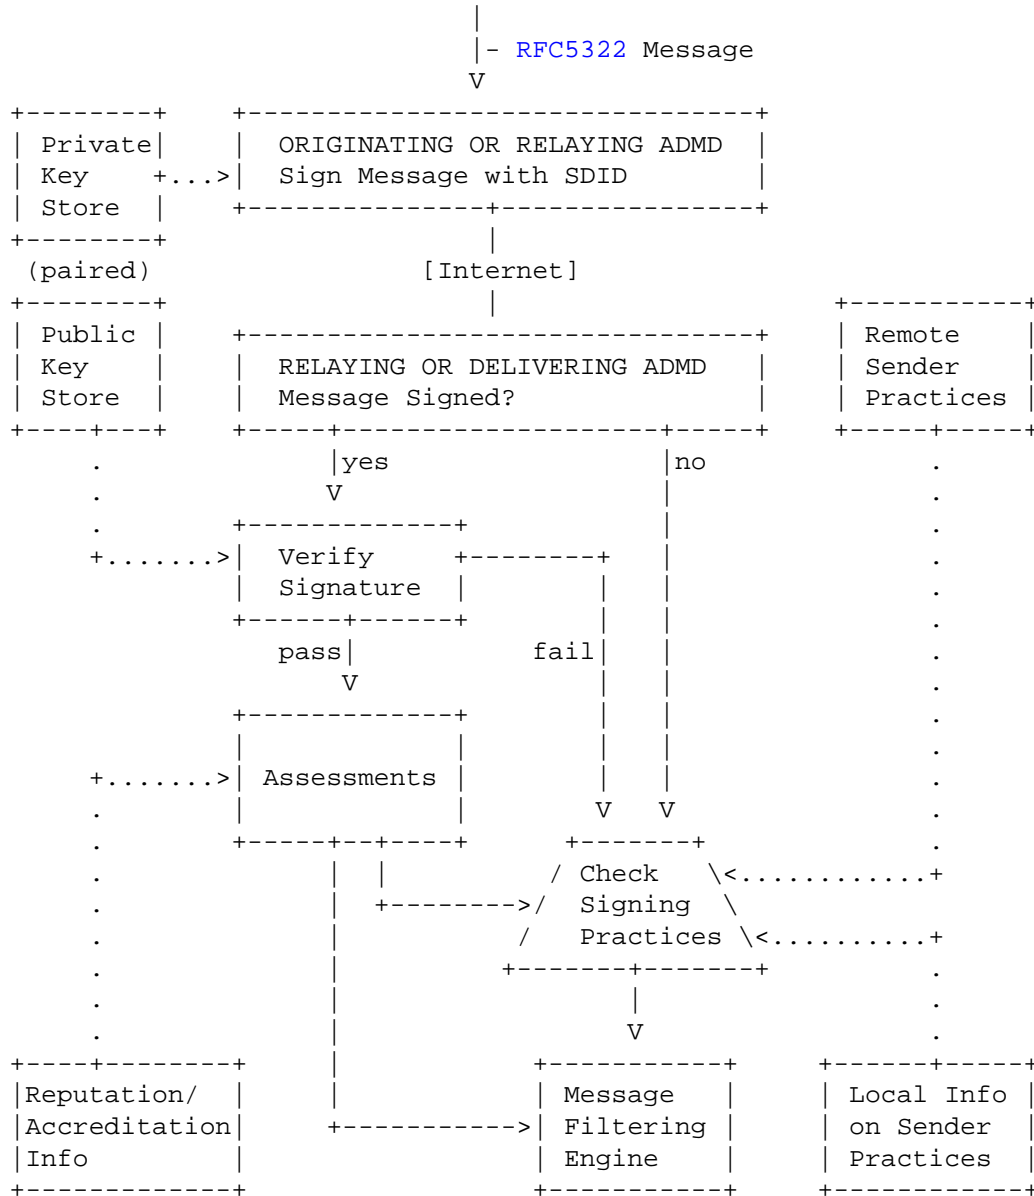 RFC5322 Message
Private
Key
Store
ORIGINATING OR RELAYING ADMD
Sign Message with SDID
(paired)
[Internet]
Public
Key
Store
RELAYING OR DELIVERING ADMD
Message Signed?
Remote
Sender
Practices
yes
no
Verify
Signature
pass
fail
Assessments
Check
Signing
Practices
Reputation/
Accreditation
Info
Message
Filtering
Engine
Local Info
on Sender
Practices